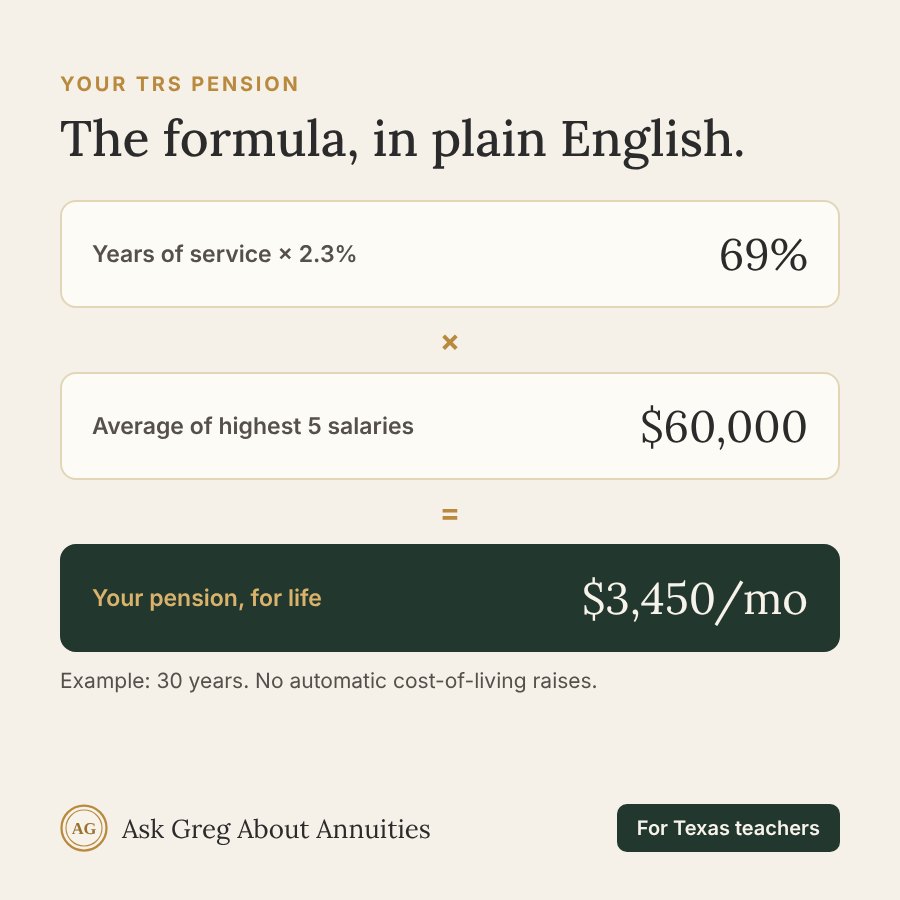 YOUR TRS PENSION
The formula, in plain English.
Years of service × 2.3%
69%
×
Average of highest 5 salaries
$60,000
=
Your pension, for life
$3,450/mo
Example: 30 years. No automatic cost-of-living raises.
AG
Ask Greg About Annuities
For Texas teachers